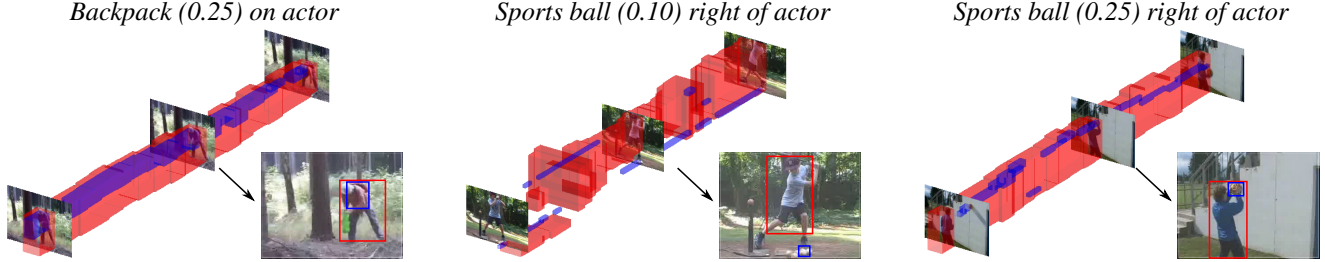 Backpack (0.25) on actor
Sports ball (0.10) right of actor
Sports ball (0.25) right of actor